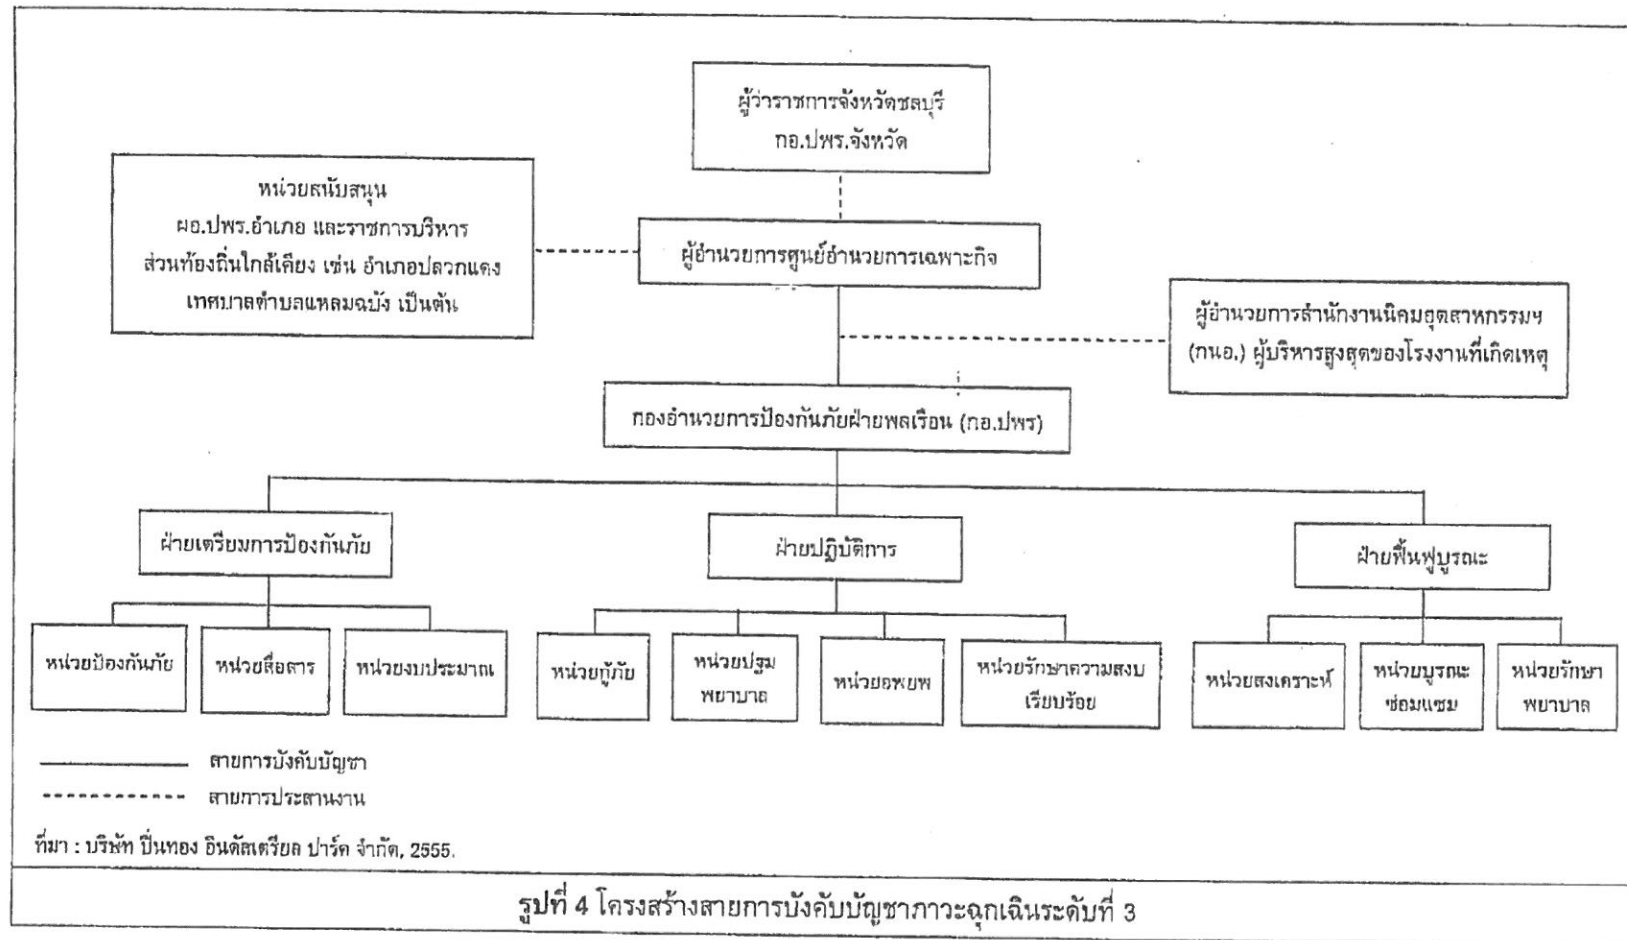 ผู้ว่าราชการจังหวัดชลบุรี
กอ.ปพร.จังหวัด
หน่วยสนับสนุน
ผอ.ปพร.อำเภอ และราชการบริหาร
ส่วนท้องถิ่นใกล้เคียง เช่น อำเภอปลวกแดง
เทศบาลตำบลแหลมฉบัง เป็นต้น
ผู้อำนวยการศูนย์อำนวยการเฉพาะกิจ
ผู้อำนวยการสำนักงานนิคมอุตสาหกรรมฯ
(กนอ.) ผู้บริหารสูงสุดของโรงงานที่เกิดเหตุ
กองอำนวยการป้องกันภัยฝ่ายพลเรือน (กอ.ปพร)
ฝ่ายเตรียมการป้องกันภัย
ฝ่ายปฏิบัติการ
ฝ่ายฟื้นฟูบูรณะ
หน่วยป้องกันภัย
หน่วยสื่อสาร
หน่วยงบประมาณ
หน่วยกู้ภัย
หน่วยปฐม
พยาบาล
หน่วยอพยพ
หน่วยรักษาความสงบ
เรียบร้อย
หน่วยสงเคราะห์
หน่วยบูรณะ
ซ่อมแซม
หน่วยรักษา
พยาบาล
สายการบังคับบัญชา
สายการประสานงาน
ที่มา : บริษัท ปิ่นทอง อินดัสเตรียล ปาร์ค จำกัด, 2555.
รูปที่ 4 โครงสร้างสายการบังคับบัญชาภาวะฉุกเฉินระดับที่ 3